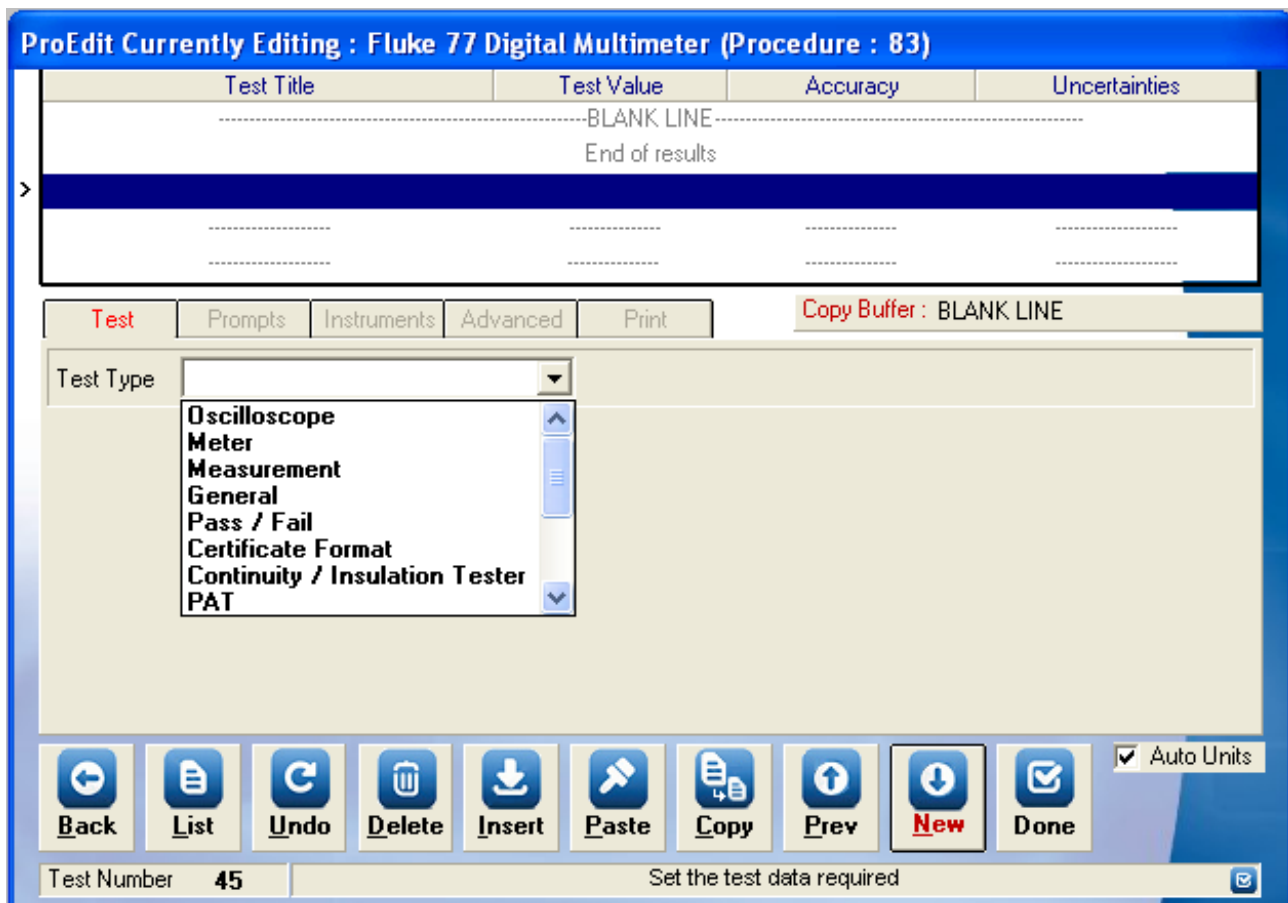 ProEdit Currently Editing : Fluke 77 Digital Multimeter (Procedure : 83)
Test Title Test Value Accuracy Uncertainties
--------------------------------------------------------BLANK LINE--------------------------------------------------------
End of results
>
-------------------- --------------- --------------- --------------------
-------------------- --------------- --------------- --------------------
Test Prompts Instruments Advanced Print Copy Buffer : BLANK LINE
Test Type
Oscilloscope
Meter
Measurement
General
Pass / Fail
Certificate Format
Continuity / Insulation Tester
PAT
Auto Units
Back List Undo Delete Insert Paste Copy Prev New Done
Test Number 45 Set the test data required